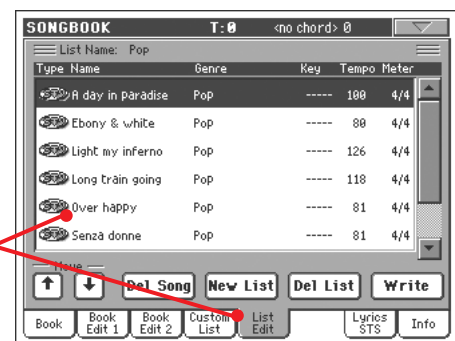 SONGBOOK T:0 <no chord> 0
List Name: Pop
Type Name Genre Key Tempo Meter
A day in paradise Pop ----- 100 4/4
Ebony & white Pop ----- 80 4/4
Light my inferno Pop ----- 126 4/4
Long train going Pop ----- 118 4/4
Over happy Pop ----- 81 4/4
Senza donne Pop ----- 81 4/4
Move
Del Song New List Del List Write
Book Book Edit 1 Book Edit 2 Custom List List Edit Lyrics STS Info